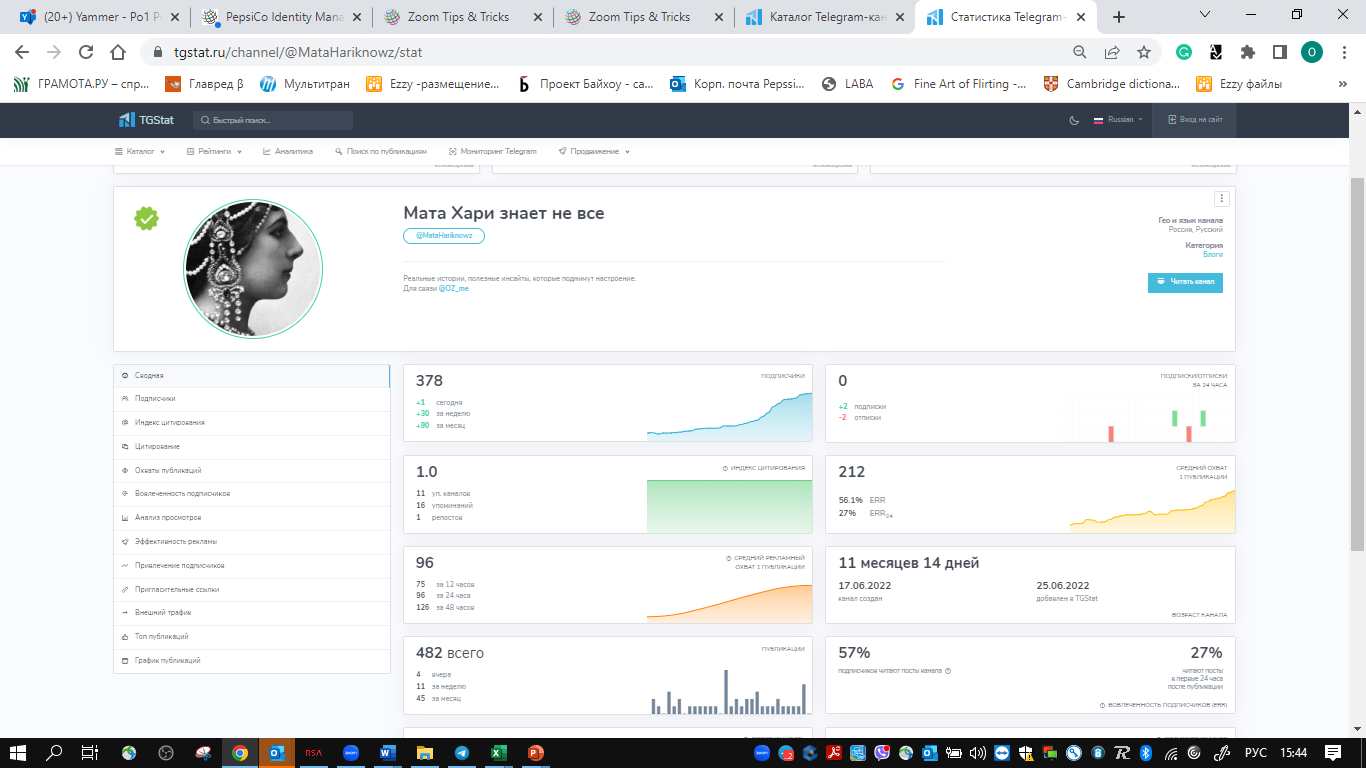 (20+) Yammer - Po1 P
PepsiCo Identity Mana
Zoom Tips & Tricks
Zoom Tips & Tricks
Каталог Telegram-кан
Статистика Telegram-
tgstat.ru/channel/@MataHariknowz/stat
О
ГРАМОТА.РУ – спр...
Главред β
Мультитран
Ezzy -размещение...
Проект Байхоу - са...
Корп. почта Pepssi...
LABA
Fine Art of Flirting -...
Cambridge dictiona...
Ezzy файлы
»
TGStat
Быстрый поиск...
Russian
Вход на сайт
Каталог
Рейтинги
Аналитика
Поиск по публикациям
Мониторинг Telegram
Продвижение
Мата Хари знает не все
@MataHariknowz
Реальные истории, полезные инсайты, которые поднимут настроение.
Для связи @OZ_me
Гео и язык канала
Россия, Русский
Категория
Блоги
Читать канал
Сводная
Подписчики
Индекс цитирования
Цитирование
Охваты публикаций
Вовлеченность подписчиков
Анализ просмотров
Эффективность рекламы
Привлечение подписчиков
Пригласительные ссылки
Внешний трафик
Топ публикаций
График публикаций
378
ПОДПИСЧИКИ
+1 сегодня
+30 за неделю
+90 за месяц
0
ПОДПИСКИ/ОТПИСКИ
ЗА 24 ЧАСА
+2 подписки
-2 отписки
1.0
ИНДЕКС ЦИТИРОВАНИЯ
11 уп. каналов
16 упоминаний
1 репостов
212
СРЕДНИЙ ОХВАТ
1 ПУБЛИКАЦИИ
56.1% ERR
27% ERR24
96
СРЕДНИЙ РЕКЛАМНЫЙ
ОХВАТ 1 ПУБЛИКАЦИИ
75 за 12 часов
96 за 24 часа
126 за 48 часов
11 месяцев 14 дней
17.06.2022
канал создан
25.06.2022
добавлен в TGStat
ВОЗРАСТ КАНАЛА
482 всего
ПУБЛИКАЦИИ
4 вчера
11 за неделю
45 за месяц
57%
подписчиков читают посты канала
27%
читают посты
в первые 24 часа
после публикации
ВОВЛЕЧЕННОСТЬ ПОДПИСЧИКОВ (ERR)
RSA
zoom
РУС
15:44